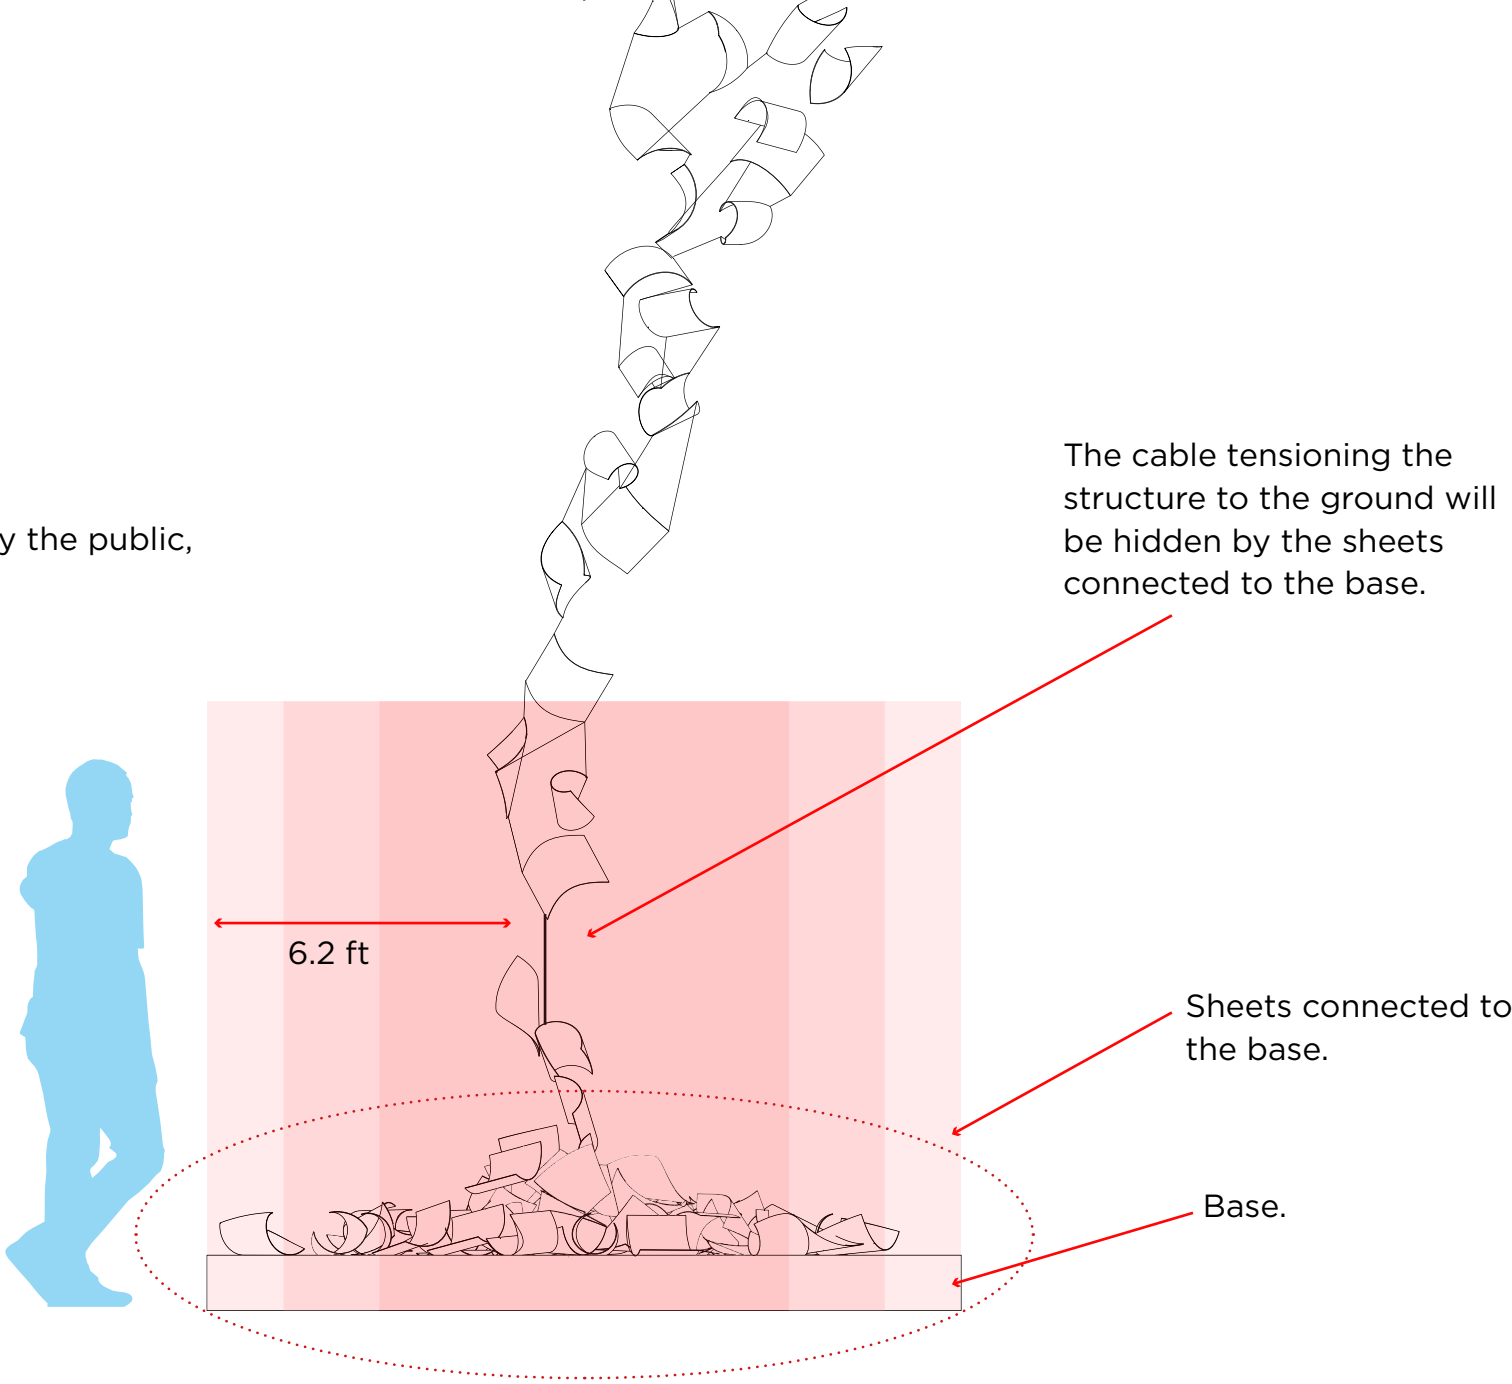 The cable tensioning the
structure to the ground will
be hidden by the sheets
connected to the base.
y the public,
6.2 ft
Sheets connected to
the base.
Base.